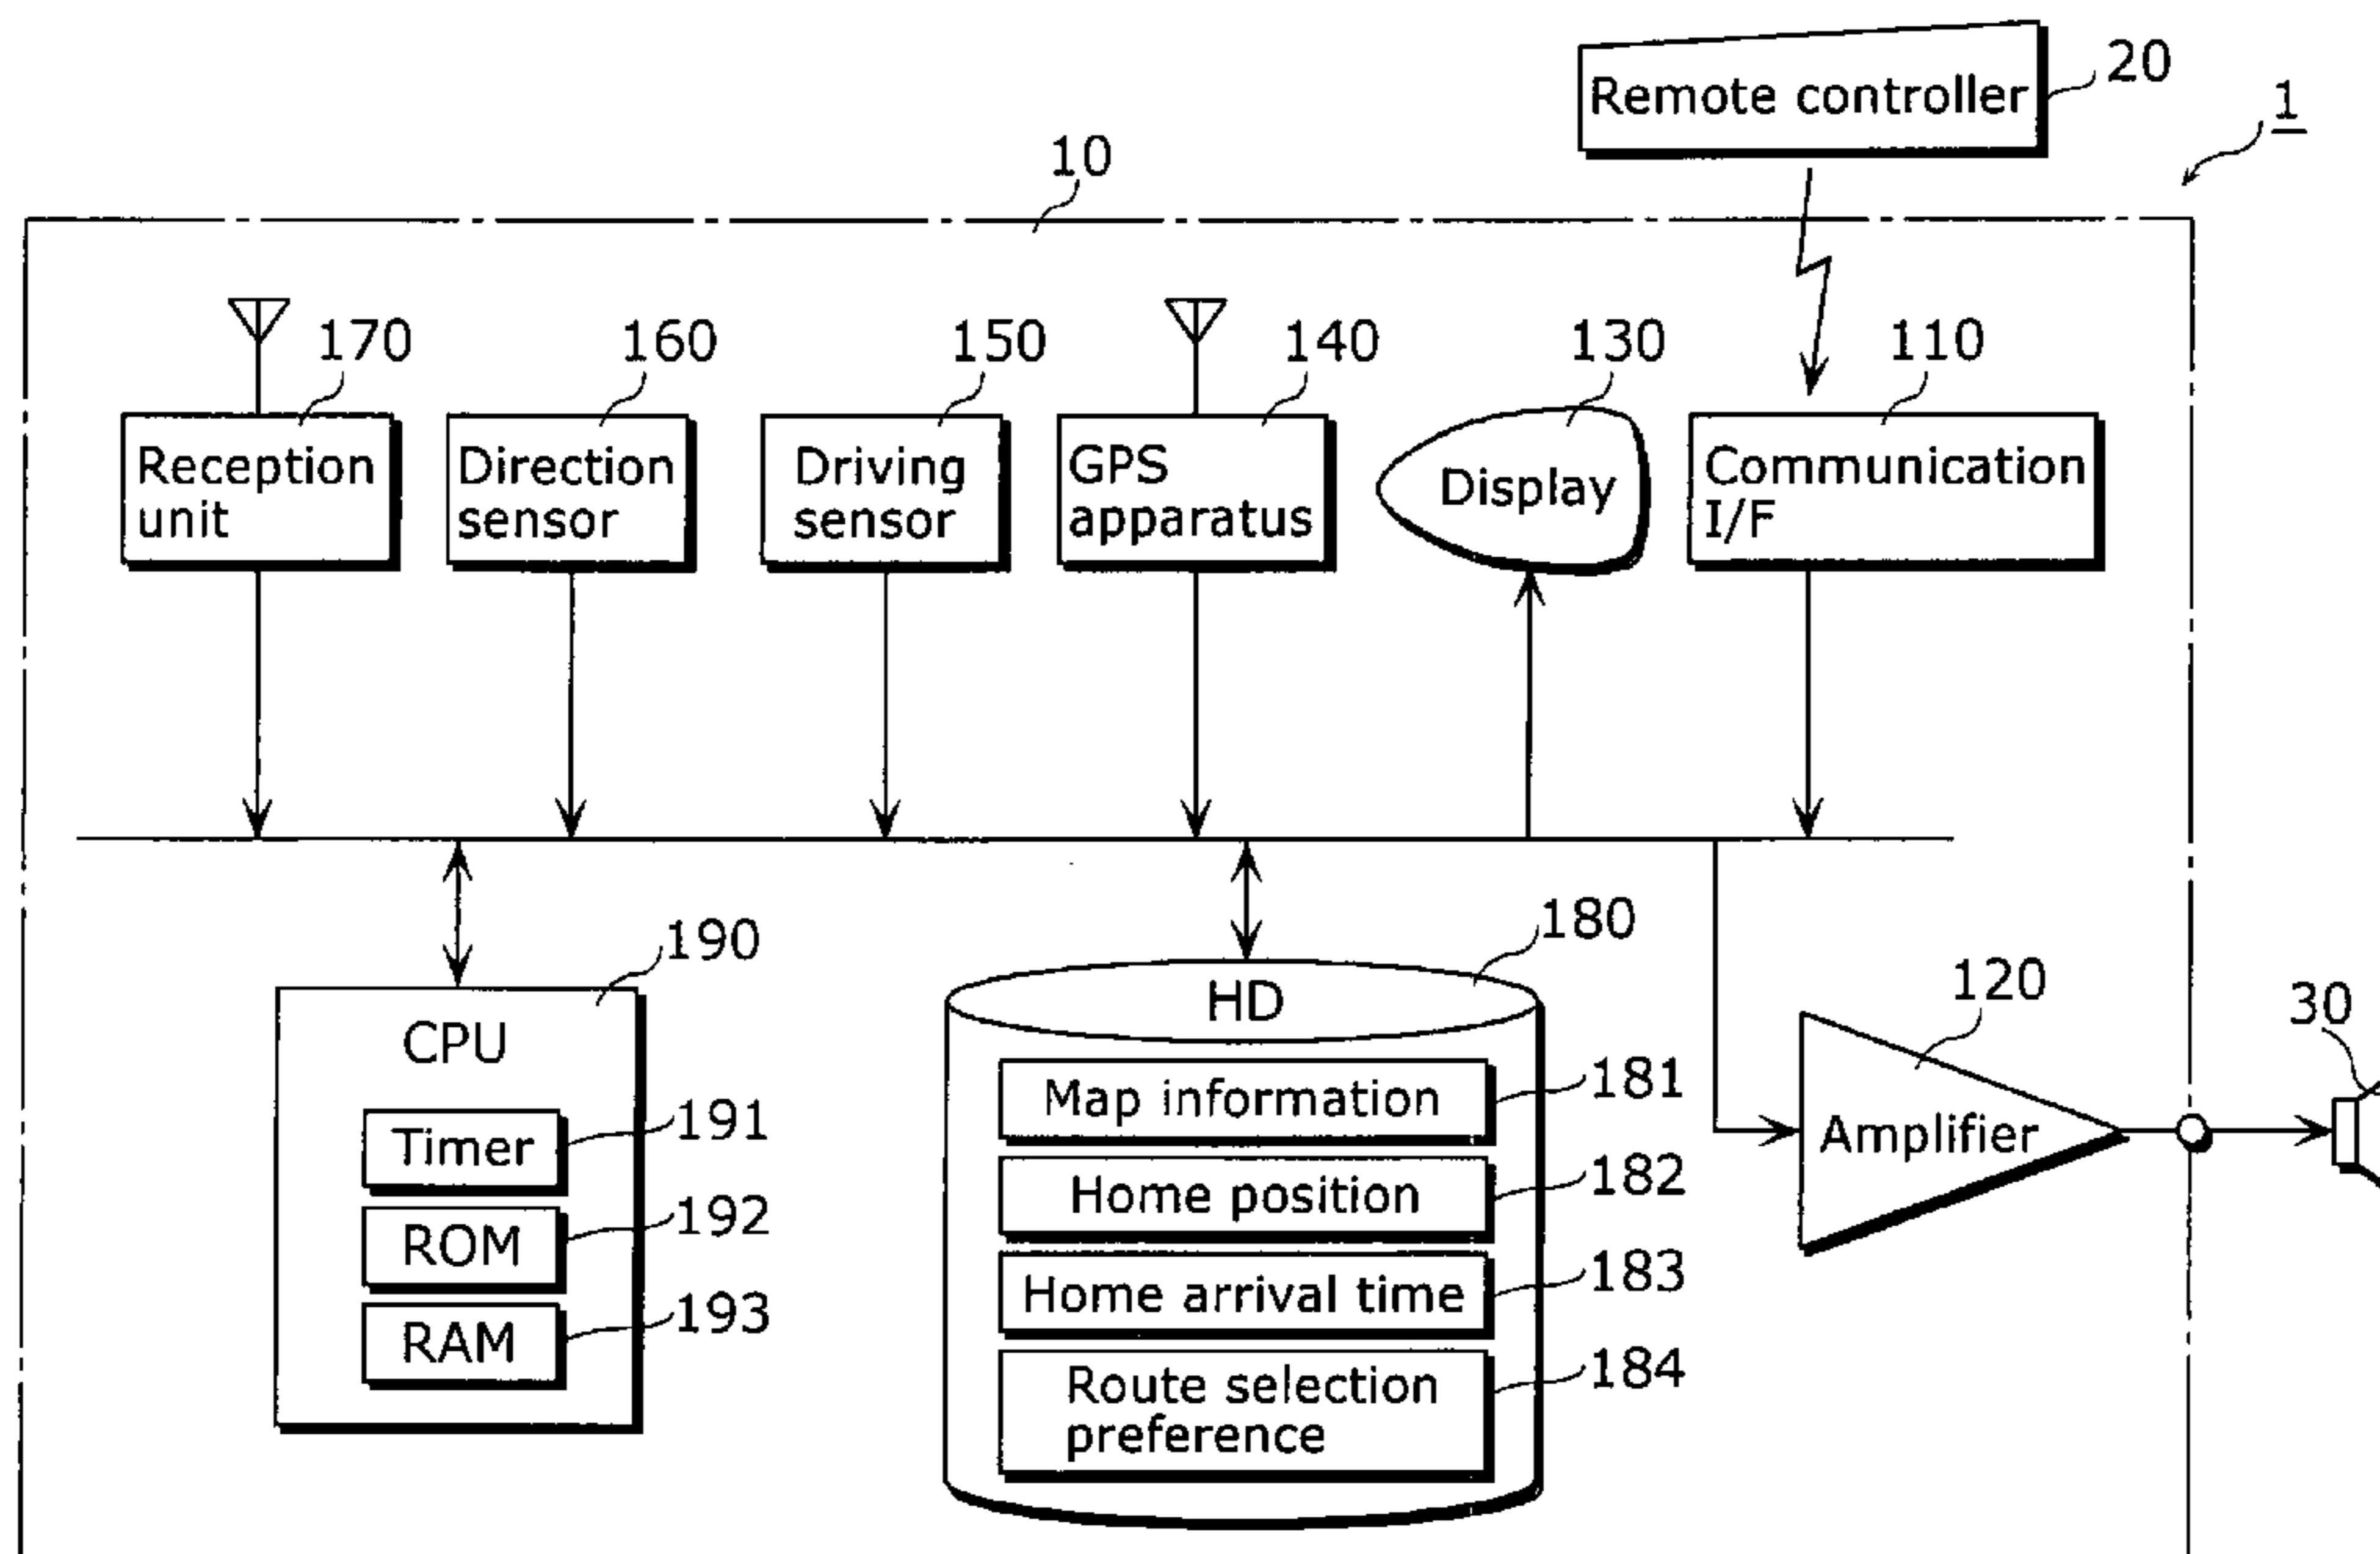 Remote controller
20
1
10
170
160
150
140
130
110
Reception
unit
Direction
sensor
Driving
sensor
GPS
apparatus
Display
Communication
I/F
190
180
CPU
HD
120
30
Timer
191
ROM
192
RAM
193
Map information
181
Home position
182
Home arrival time
183
Route selection
preference
184
Amplifier